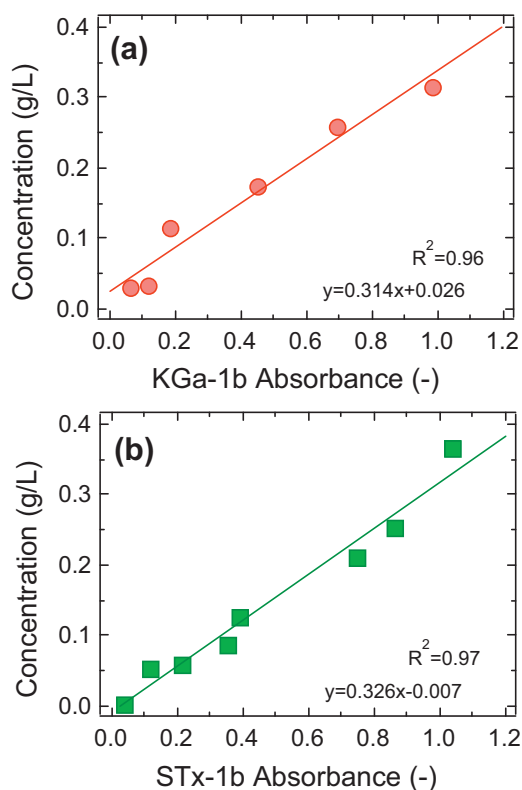 (a)
Concentration (g/L)
0.4
0.3
0.2
0.1
0.0
R²=0.96
y=0.314x+0.026
0.0 0.2 0.4 0.6 0.8 1.0 1.2
KGa-1b Absorbance (-)
(b)
Concentration (g/L)
0.4
0.3
0.2
0.1
0.0
R²=0.97
y=0.326x-0.007
0.0 0.2 0.4 0.6 0.8 1.0 1.2
STx-1b Absorbance (-)